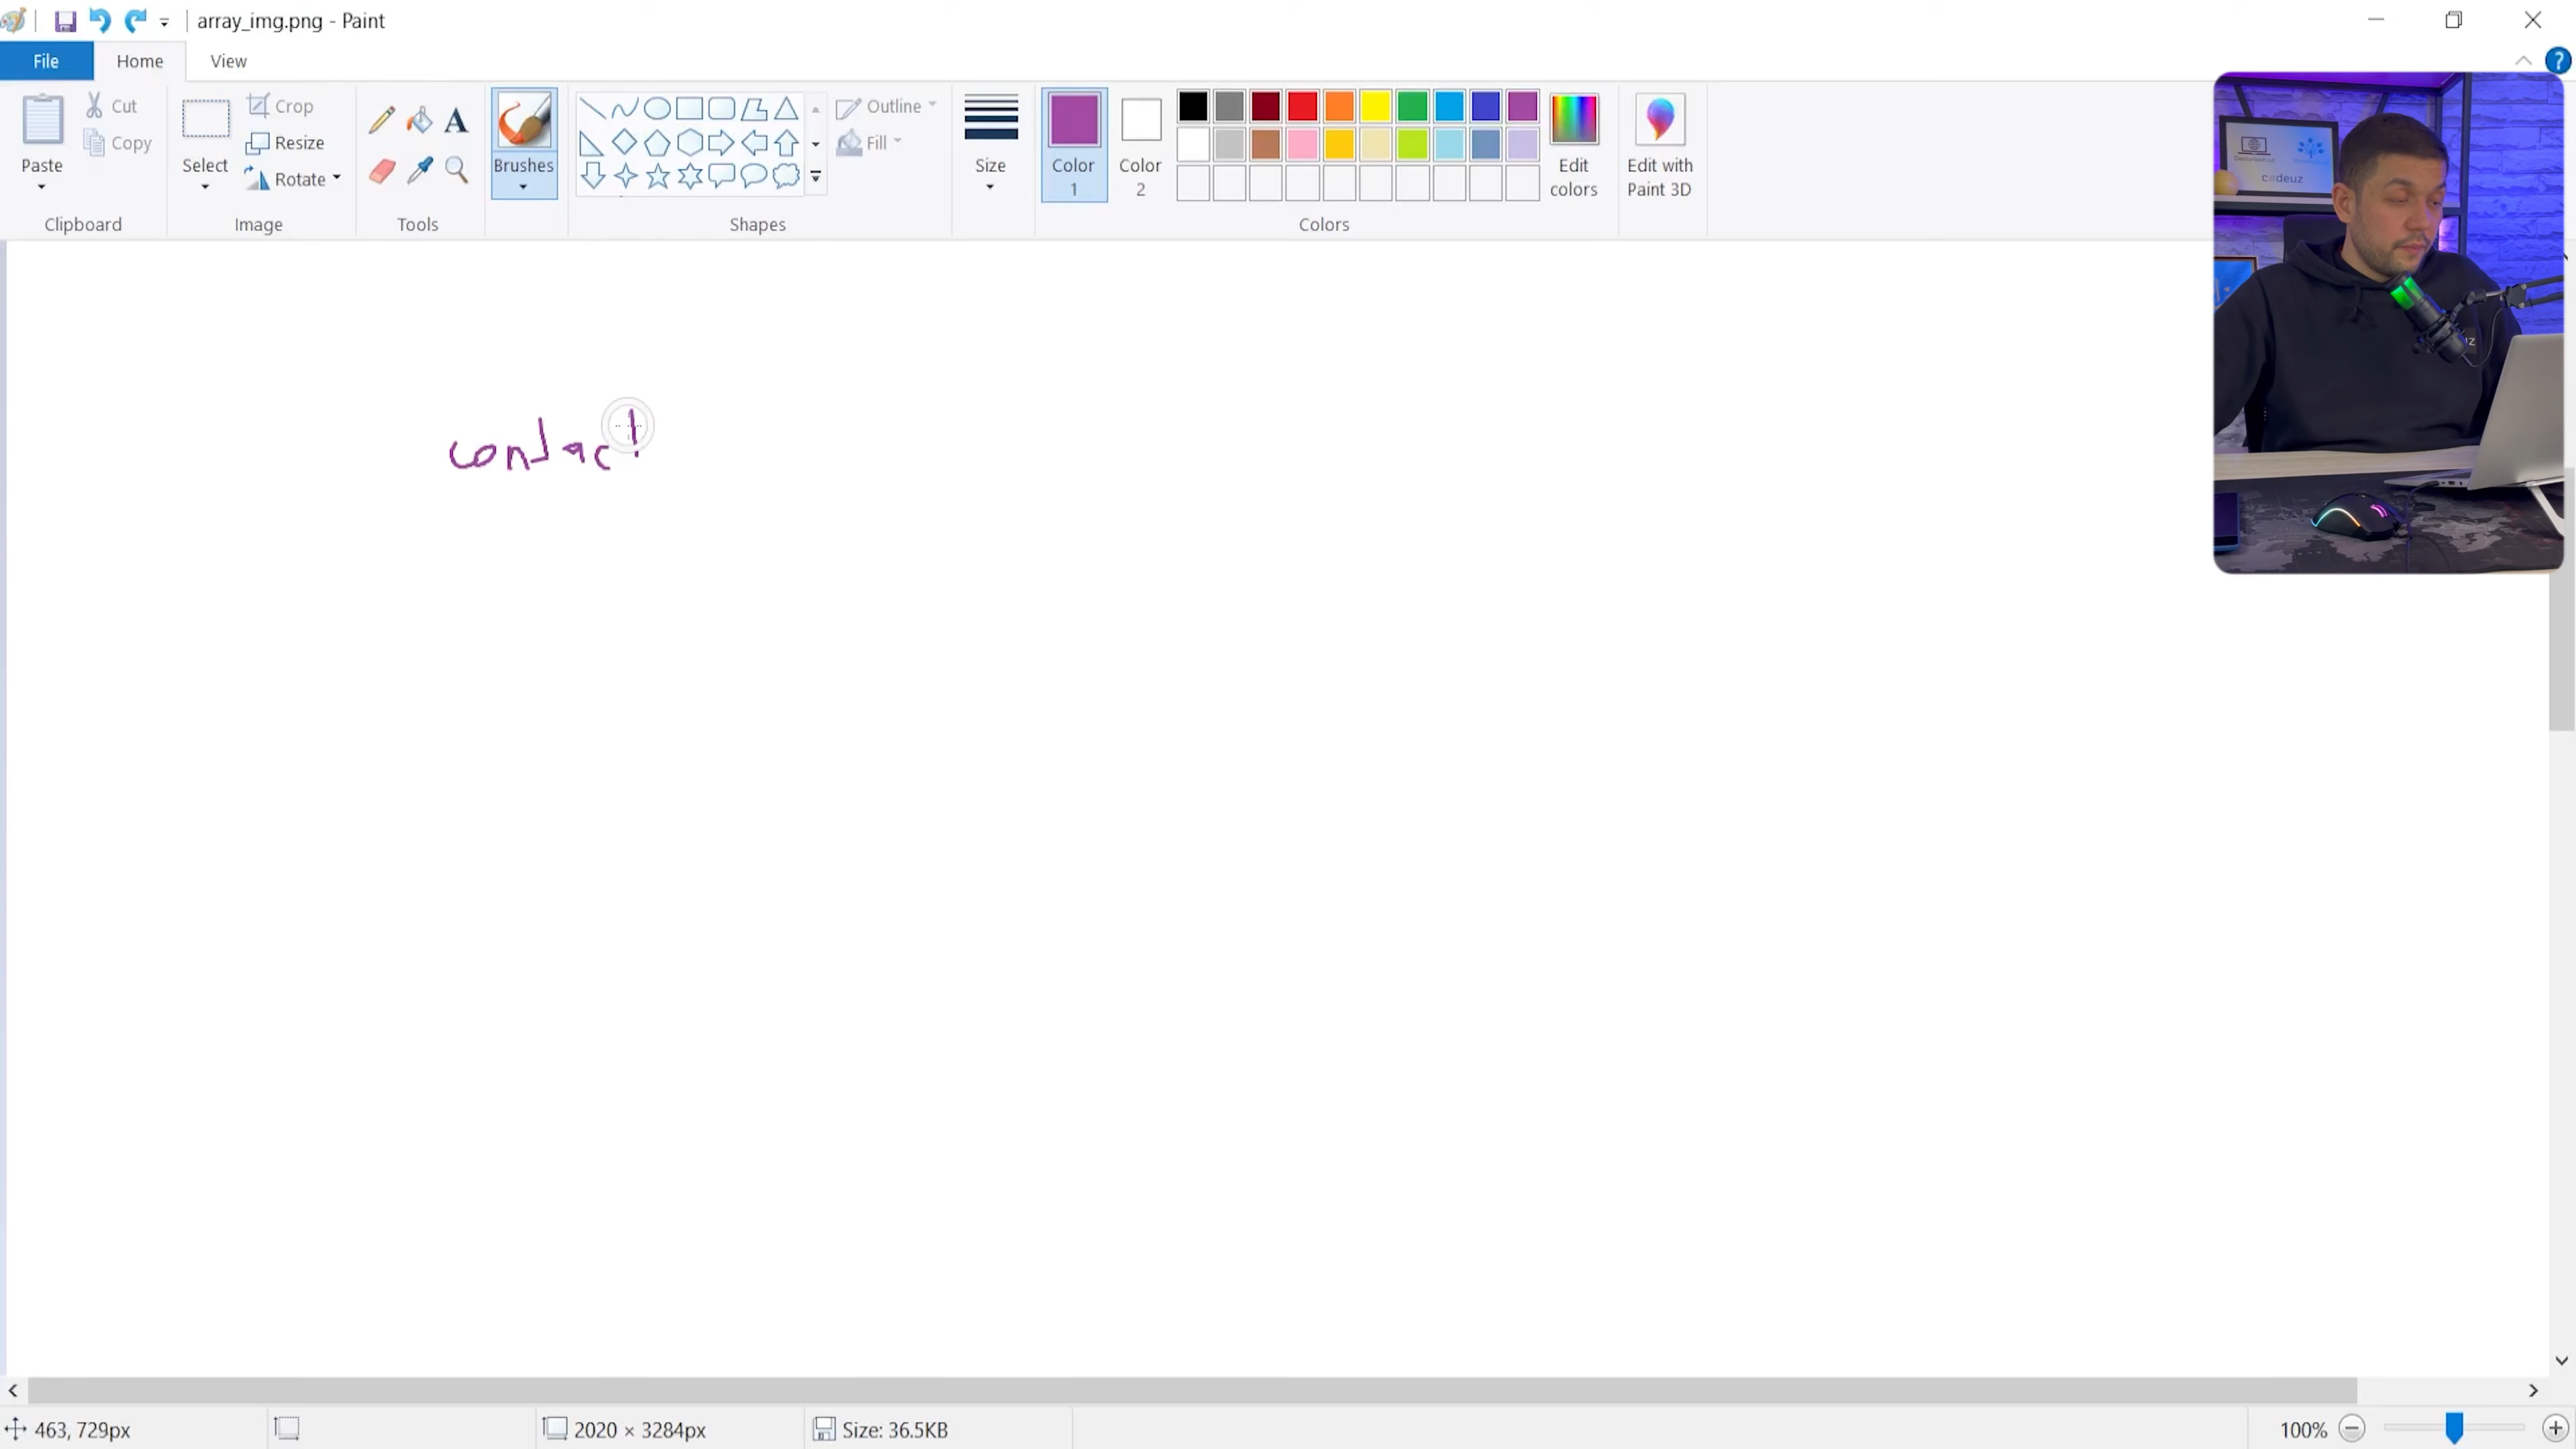 array_img.png - Paint
File Home View
Paste
Cut
Copy
Clipboard
Select
Crop
Resize
Rotate
Image
Tools
Brushes
Shapes
Outline
Fill
Size
Color 1
Color 2
Edit colors
Colors
Edit with Paint 3D
codeuz
contact
463, 729px
2020 × 3284px
Size: 36.5KB
100%